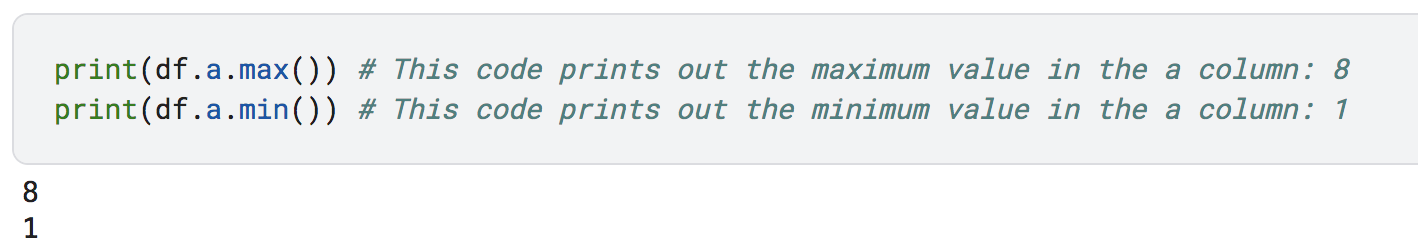 print(df.a.max()) # This code prints out the maximum value in the a column: 8
print(df.a.min()) # This code prints out the minimum value in the a column: 1
8
1